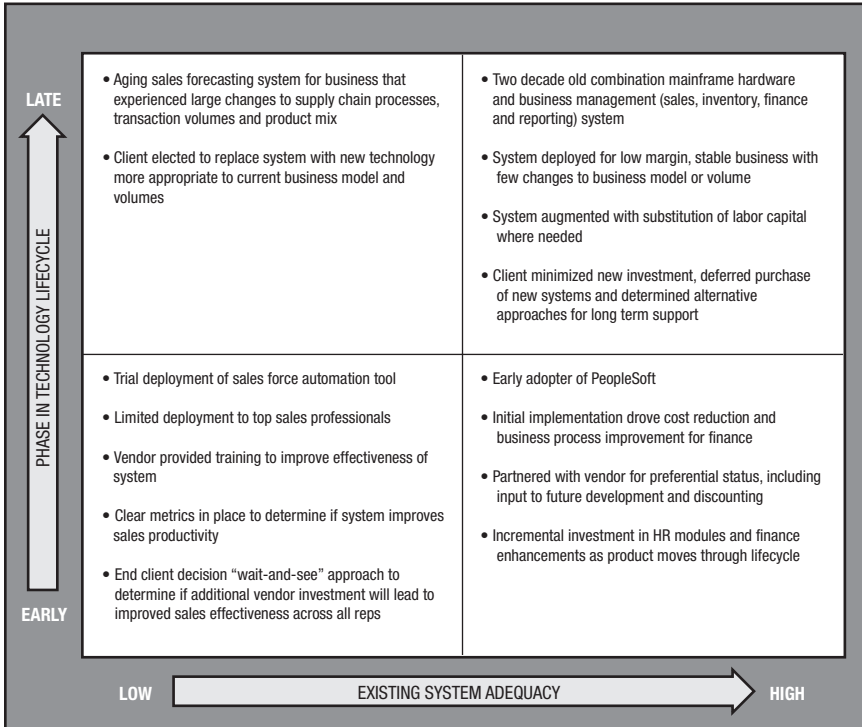 LATE
PHASE IN TECHNOLOGY LIFECYCLE
EARLY
• Aging sales forecasting system for business that
experienced large changes to supply chain processes,
transaction volumes and product mix
• Client elected to replace system with new technology
more appropriate to current business model and
volumes
• Two decade old combination mainframe hardware
and business management (sales, inventory, finance
and reporting) system
• System deployed for low margin, stable business with
few changes to business model or volume
• System augmented with substitution of labor capital
where needed
• Client minimized new investment, deferred purchase
of new systems and determined alternative
approaches for long term support
• Trial deployment of sales force automation tool
• Limited deployment to top sales professionals
• Vendor provided training to improve effectiveness of
system
• Clear metrics in place to determine if system improves
sales productivity
• End client decision “wait-and-see” approach to
determine if additional vendor investment will lead to
improved sales effectiveness across all reps
• Early adopter of PeopleSoft
• Initial implementation drove cost reduction and
business process improvement for finance
• Partnered with vendor for preferential status, including
input to future development and discounting
• Incremental investment in HR modules and finance
enhancements as product moves through lifecycle
LOW
EXISTING SYSTEM ADEQUACY
HIGH